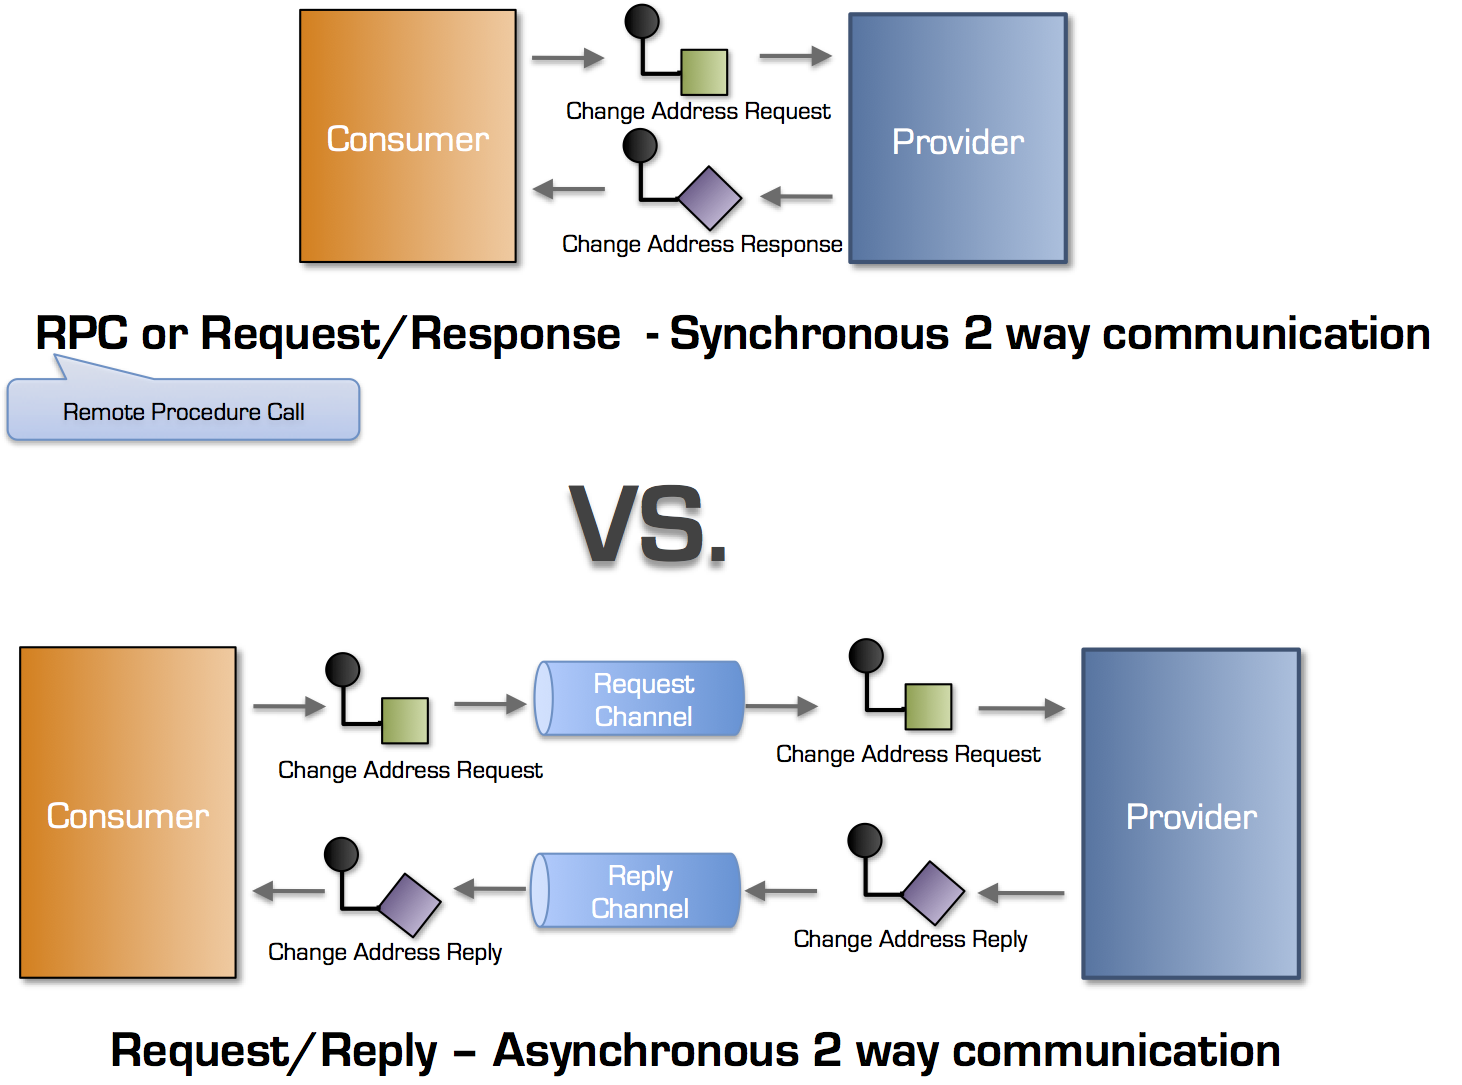 Consumer
Change Address Request
Provider
Change Address Response
RPC or Request/Response - Synchronous 2 way communication
Remote Procedure Call
VS.
Consumer
Change Address Request
Request
Channel
Change Address Request
Provider
Change Address Reply
Reply
Channel
Change Address Reply
Request/Reply – Asynchronous 2 way communication